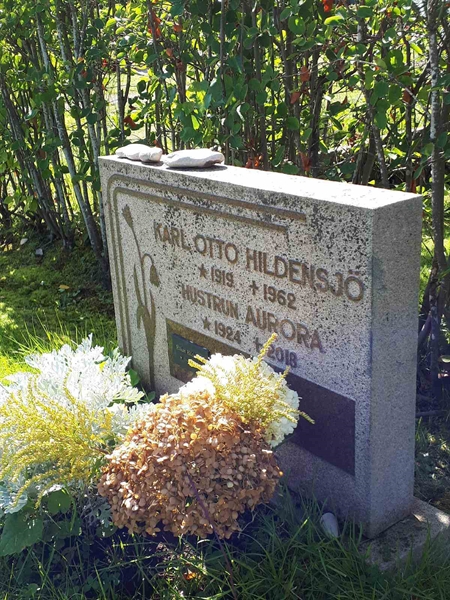 KARL OTTO HILDENSJÖ
* 1919 + 1962
HUSTRUN AURORA
* 1924 + 2018